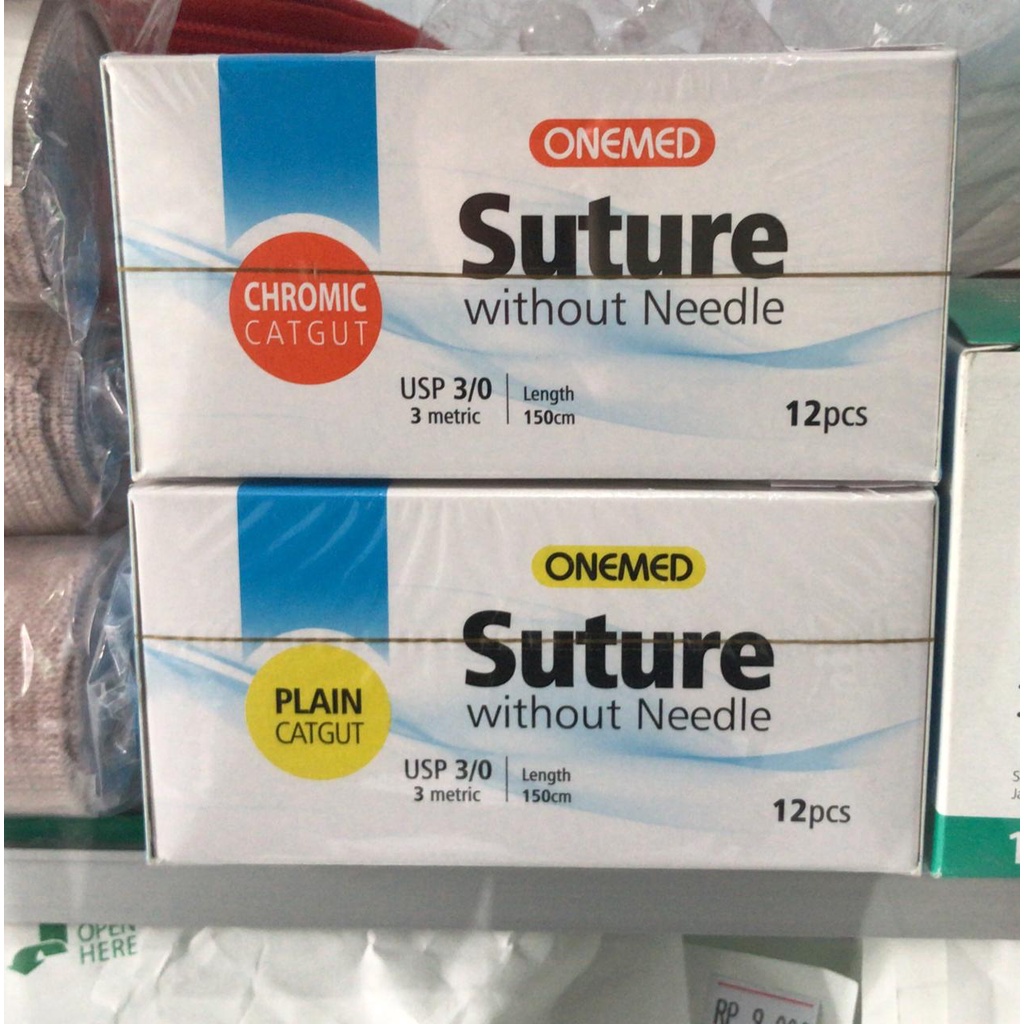 ONEMED
Suture
without Needle
CHROMIC
CATGUT
USP 3/0
3 metric
Length
150cm
12pcs
ONEMED
Suture
without Needle
PLAIN
CATGUT
USP 3/0
3 metric
Length
150cm
12pcs
OPEN
HERE
RP